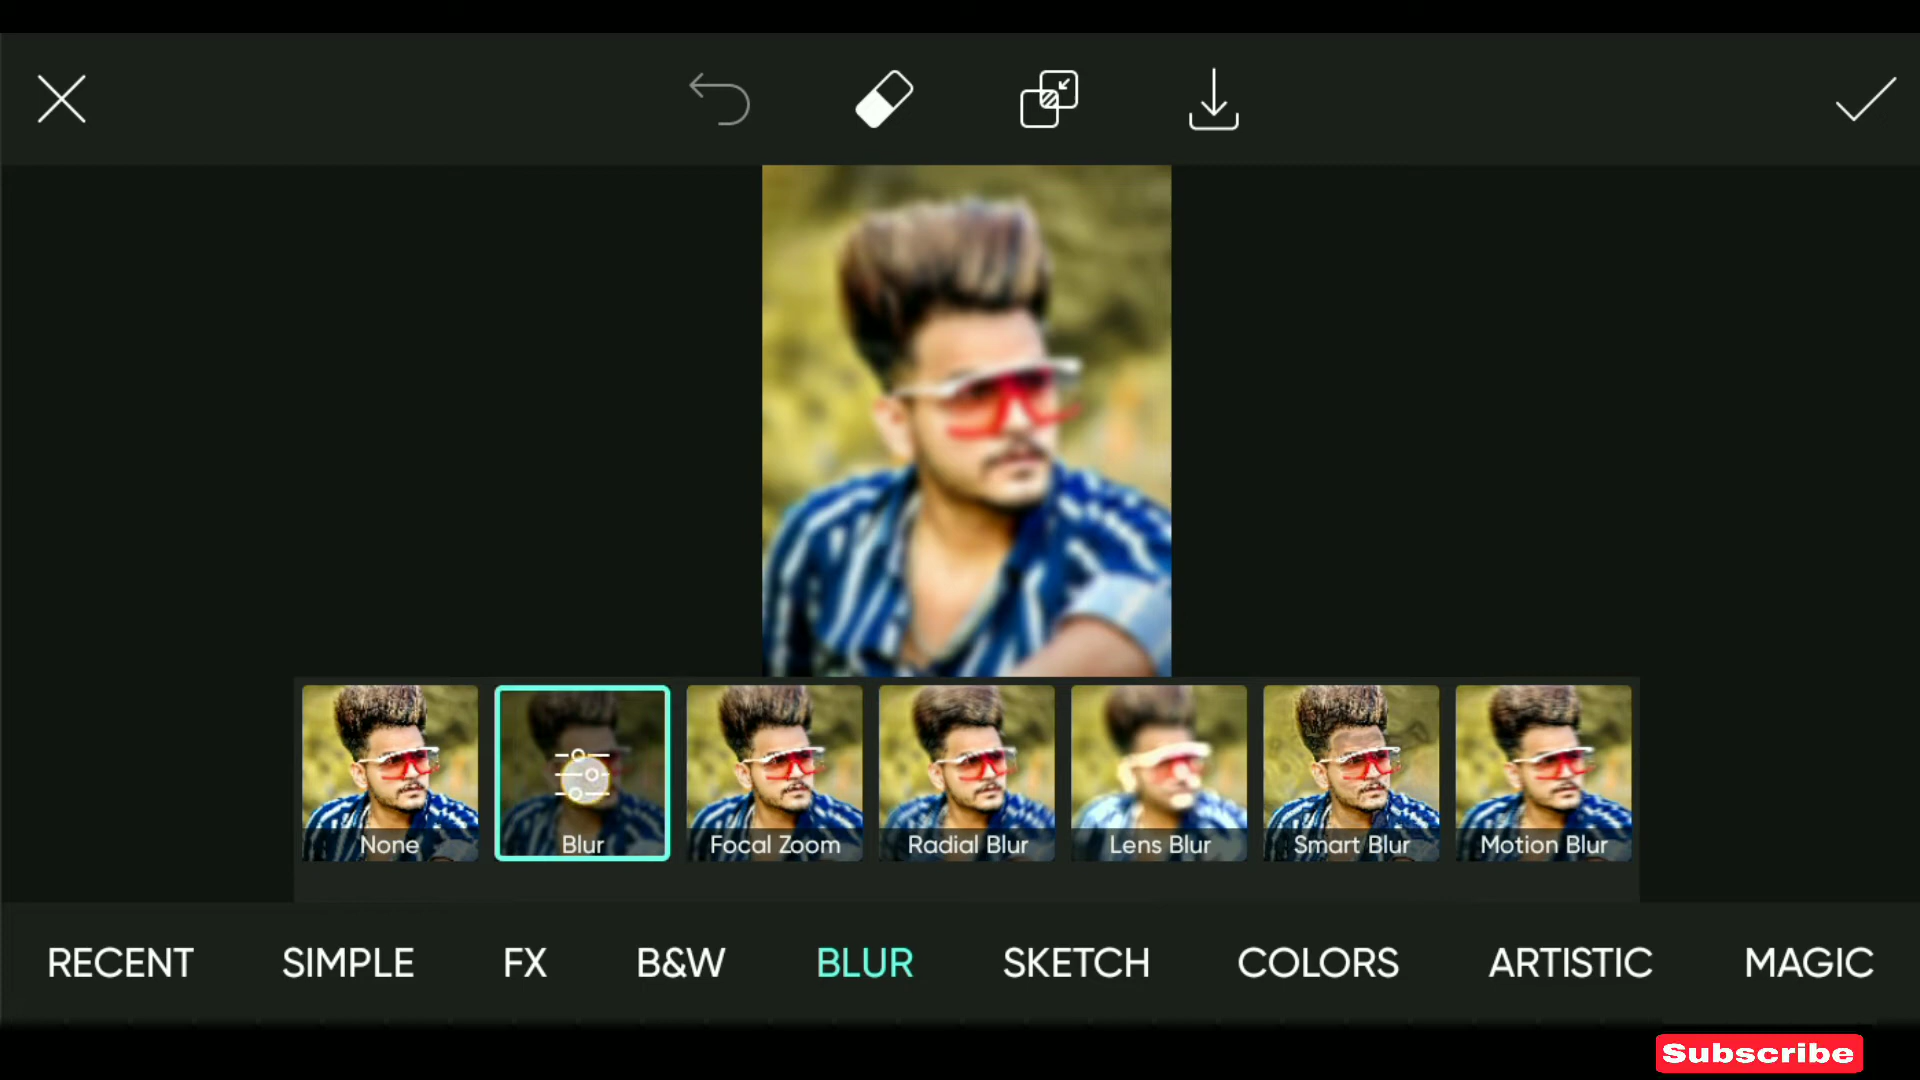 None
Blur
Focal Zoom
Radial Blur
Lens Blur
Smart Blur
Motion Blur
RECENT
SIMPLE
FX
B&W
BLUR
SKETCH
COLORS
ARTISTIC
MAGIC
Subscribe